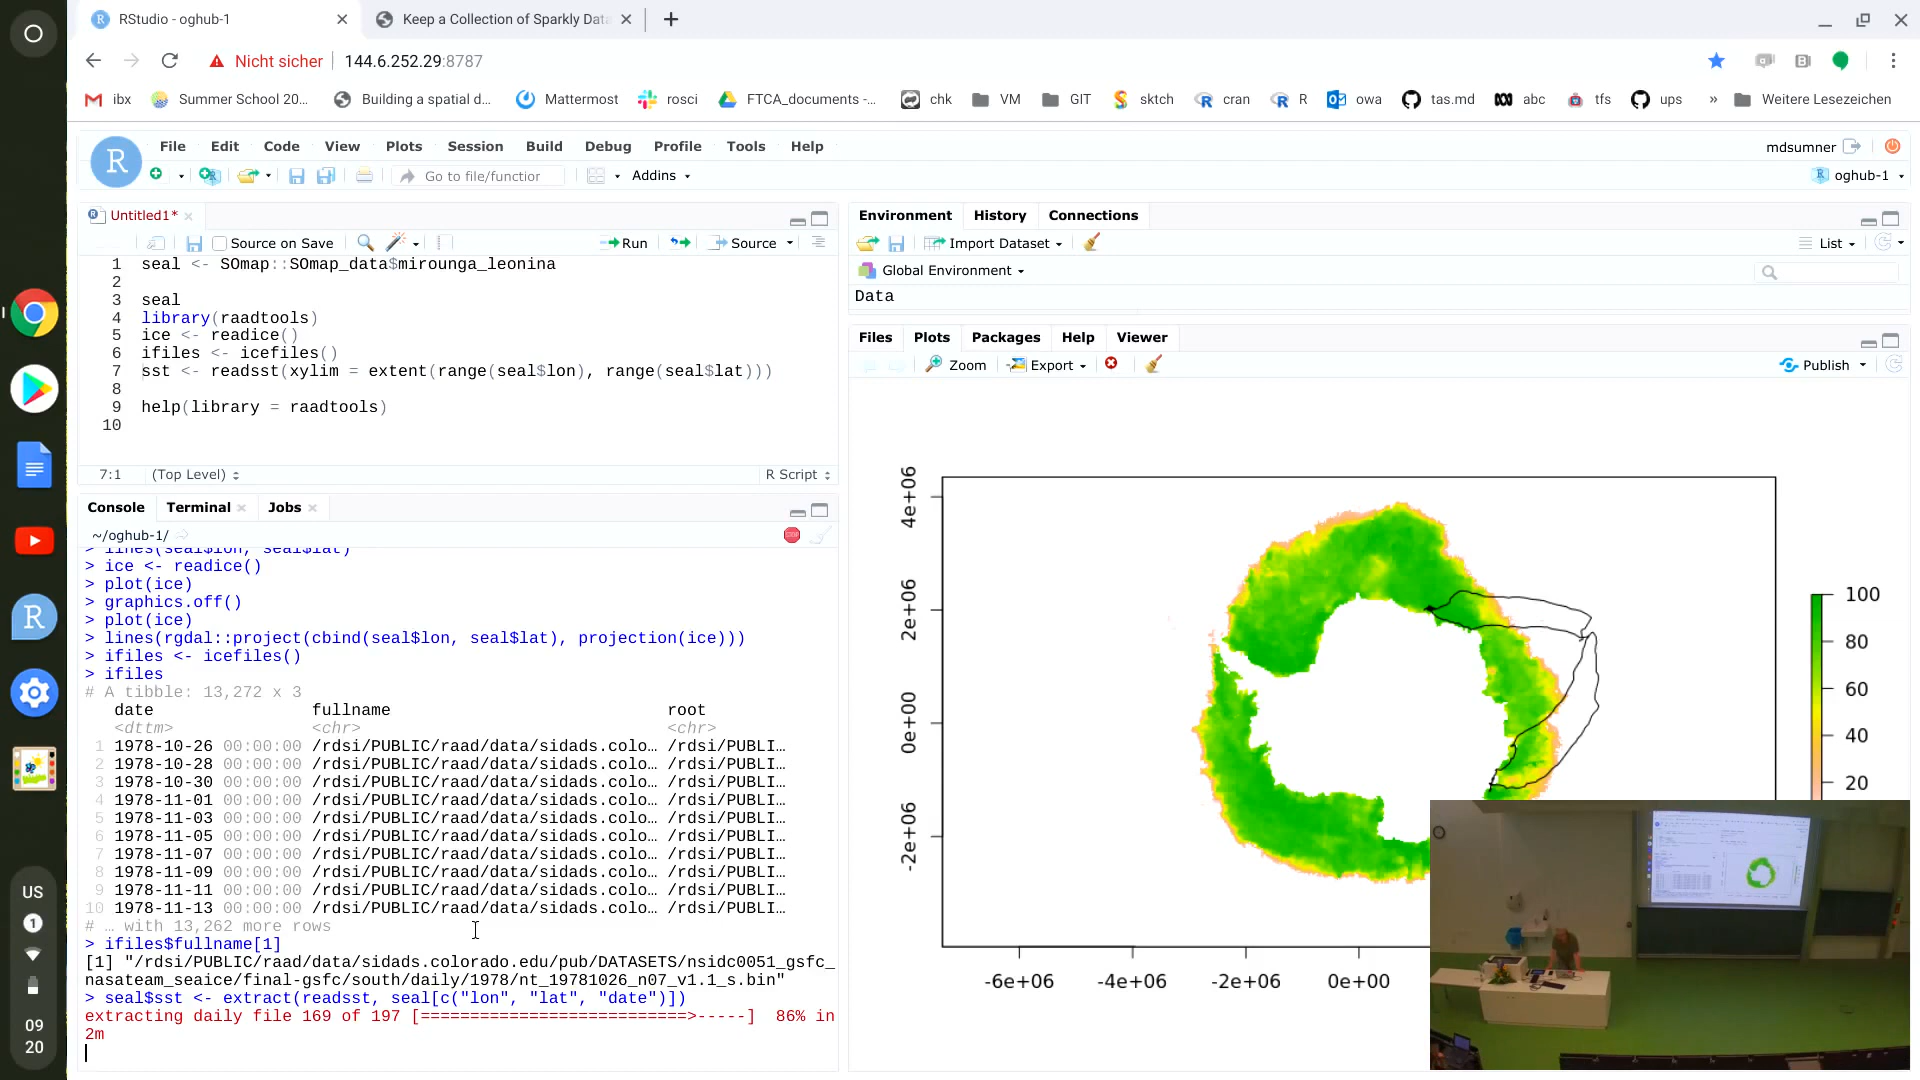 RStudio - oghub-1
Keep a Collection of Sparkly Data
Nicht sicher
144.6.252.29:8787
ibx
Summer School 20...
Building a spatial d...
Mattermost
rosci
FTCA_documents -...
chk
VM
GIT
sktch
cran
R
owa
tas.md
abc
tfs
ups
»
Weitere Lesezeichen
File Edit Code View Plots Session Build Debug Profile Tools Help
mdsumner
Go to file/function
Addins
oghub-1
Untitled1*
Source on Save
Run
Source
1 seal <- SOmap::SOmap_data$mirounga_leonina
2
3 seal
4 library(raadtools)
5 ice <- readice()
6 ifiles <- icefiles()
7 sst <- readsst(xylim = extent(range(seal$lon), range(seal$lat)))
8
9 help(library = raadtools)
10
7:1 (Top Level)
R Script
Console Terminal Jobs
~/oghub-1/
> lines(seal$lon, seal$lat)
> ice <- readice()
> plot(ice)
> graphics.off()
> plot(ice)
> lines(rgdal::project(cbind(seal$lon, seal$lat), projection(ice)))
> ifiles <- icefiles()
> ifiles
# A tibble: 13,272 x 3
date fullname root
<dttm> <chr> <chr>
1 1978-10-26 00:00:00 /rdsi/PUBLIC/raad/data/sidads.colo… /rdsi/PUBLI…
2 1978-10-28 00:00:00 /rdsi/PUBLIC/raad/data/sidads.colo… /rdsi/PUBLI…
3 1978-10-30 00:00:00 /rdsi/PUBLIC/raad/data/sidads.colo… /rdsi/PUBLI…
4 1978-11-01 00:00:00 /rdsi/PUBLIC/raad/data/sidads.colo… /rdsi/PUBLI…
5 1978-11-03 00:00:00 /rdsi/PUBLIC/raad/data/sidads.colo… /rdsi/PUBLI…
6 1978-11-05 00:00:00 /rdsi/PUBLIC/raad/data/sidads.colo… /rdsi/PUBLI…
7 1978-11-07 00:00:00 /rdsi/PUBLIC/raad/data/sidads.colo… /rdsi/PUBLI…
8 1978-11-09 00:00:00 /rdsi/PUBLIC/raad/data/sidads.colo… /rdsi/PUBLI…
9 1978-11-11 00:00:00 /rdsi/PUBLIC/raad/data/sidads.colo… /rdsi/PUBLI…
10 1978-11-13 00:00:00 /rdsi/PUBLIC/raad/data/sidads.colo… /rdsi/PUBLI…
# … with 13,262 more rows
> ifiles$fullname[1]
[1] "/rdsi/PUBLIC/raad/data/sidads.colorado.edu/pub/DATASETS/nsidc0051_gsfc_
nasateam_seaice/final-gsfc/south/daily/1978/nt_19781026_n07_v1.1_s.bin"
> seal$sst <- extract(readsst, seal[c("lon", "lat", "date")])
extracting daily file 169 of 197 [===========================>-----] 86% in
2m
Environment History Connections
Import Dataset
List
Global Environment
Data
Files Plots Packages Help Viewer
Zoom
Export
Publish
4e+06
2e+06
0e+00
-2e+06
-6e+06
-4e+06
-2e+06
0e+00
100
80
60
40
20
US
1
09
20